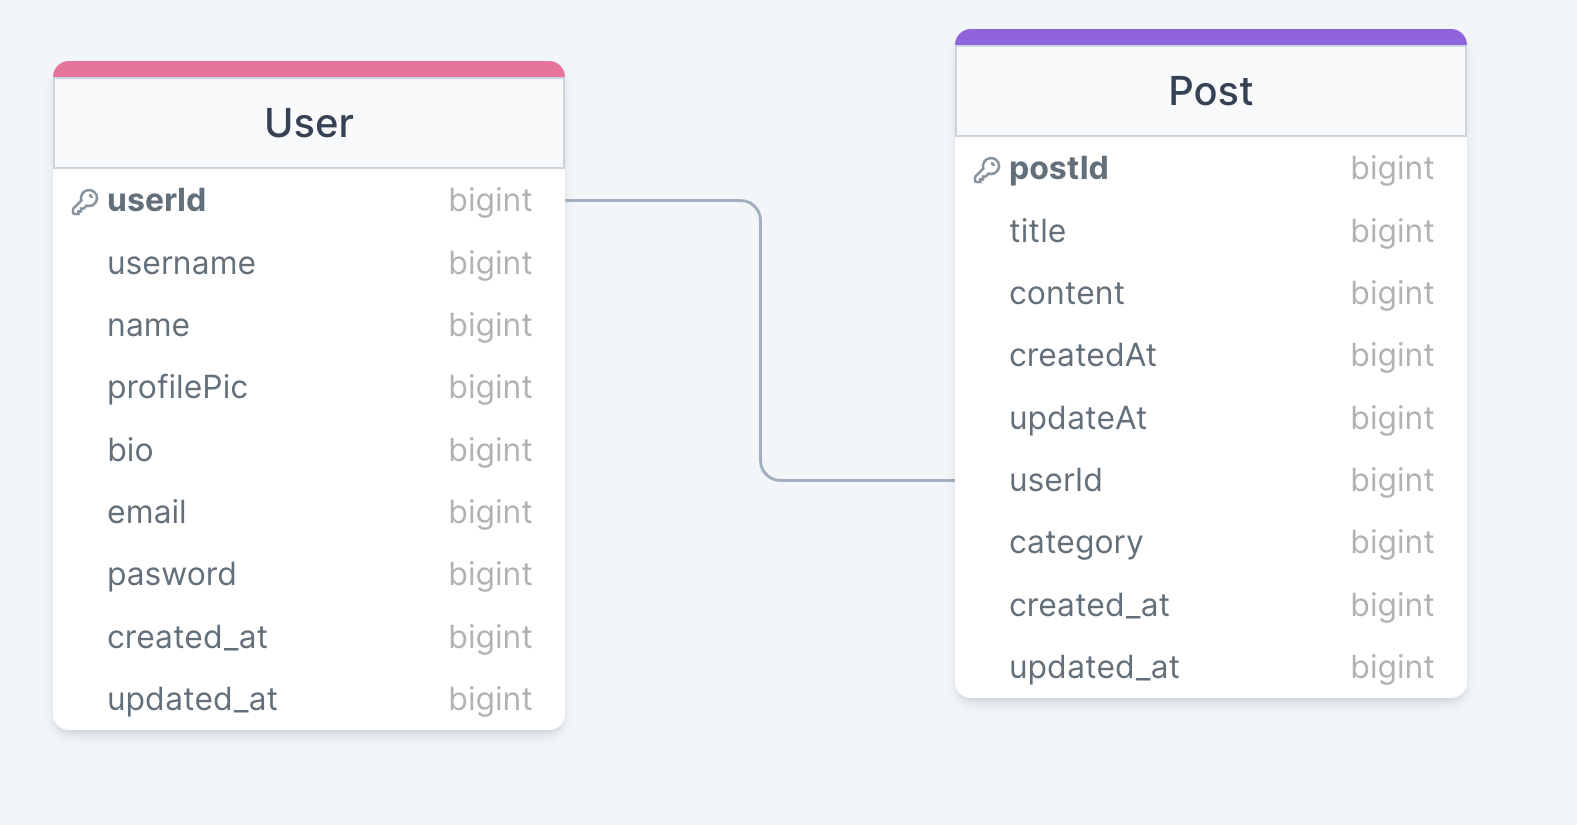 User
userId bigint
username bigint
name bigint
profilePic bigint
bio bigint
email bigint
pasword bigint
created_at bigint
updated_at bigint
Post
postId bigint
title bigint
content bigint
createdAt bigint
updateAt bigint
userId bigint
category bigint
created_at bigint
updated_at bigint